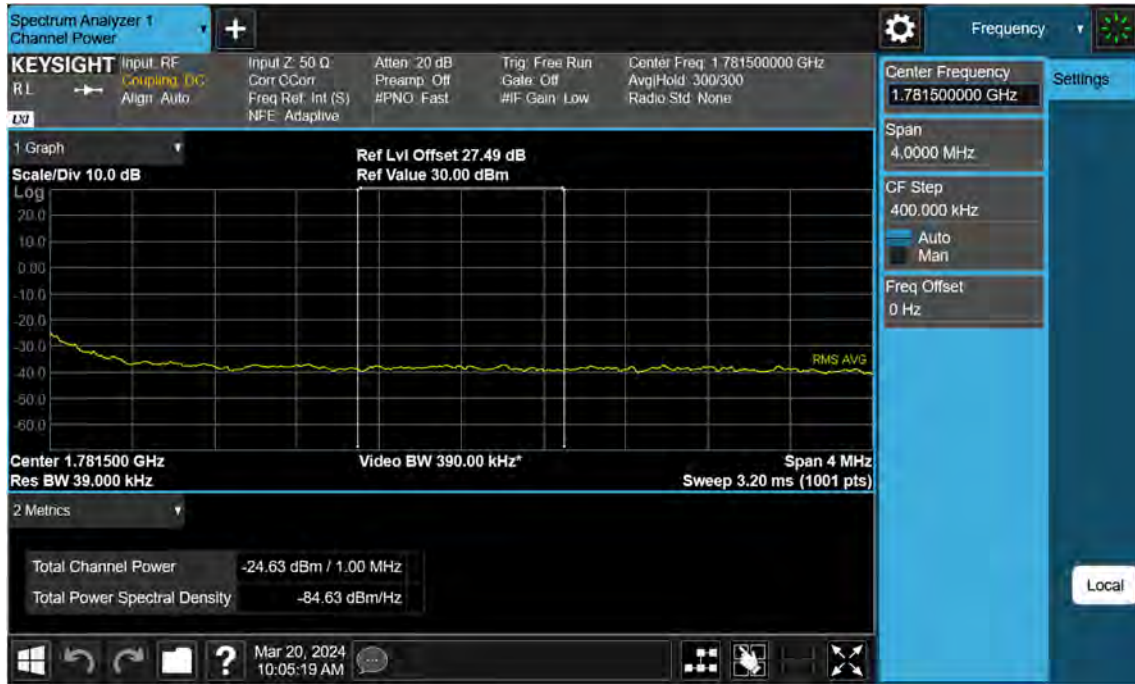 Spectrum Analyzer 1
Channel Power
Frequency
KEYSIGHT
RL
LXI
Input: RF
Coupling: DC
Align: Auto
Input Z: 50 Ω
Corr CCorr
Freq Ref: Int (S)
NFE: Adaptive
Atten: 20 dB
Preamp: Off
#PNO: Fast
Trig: Free Run
Gate: Off
#IF Gain: Low
Center Freq: 1.781500000 GHz
Avg|Hold: 300/300
Radio Std: None
1 Graph
Scale/Div 10.0 dB
Ref Lvl Offset 27.49 dB
Ref Value 30.00 dBm
Log
20.0
10.0
0.00
-10.0
-20.0
-30.0
-40.0
-50.0
-60.0
RMS AVG
Center 1.781500 GHz
Video BW 390.00 kHz*
Span 4 MHz
Res BW 39.000 kHz
Sweep 3.20 ms (1001 pts)
2 Metrics
Total Channel Power
-24.63 dBm / 1.00 MHz
Total Power Spectral Density
-84.63 dBm/Hz
Mar 20, 2024
10:05:19 AM
Center Frequency
1.781500000 GHz
Span
4.0000 MHz
CF Step
400.000 kHz
Auto
Man
Freq Offset
0 Hz
Settings
Local